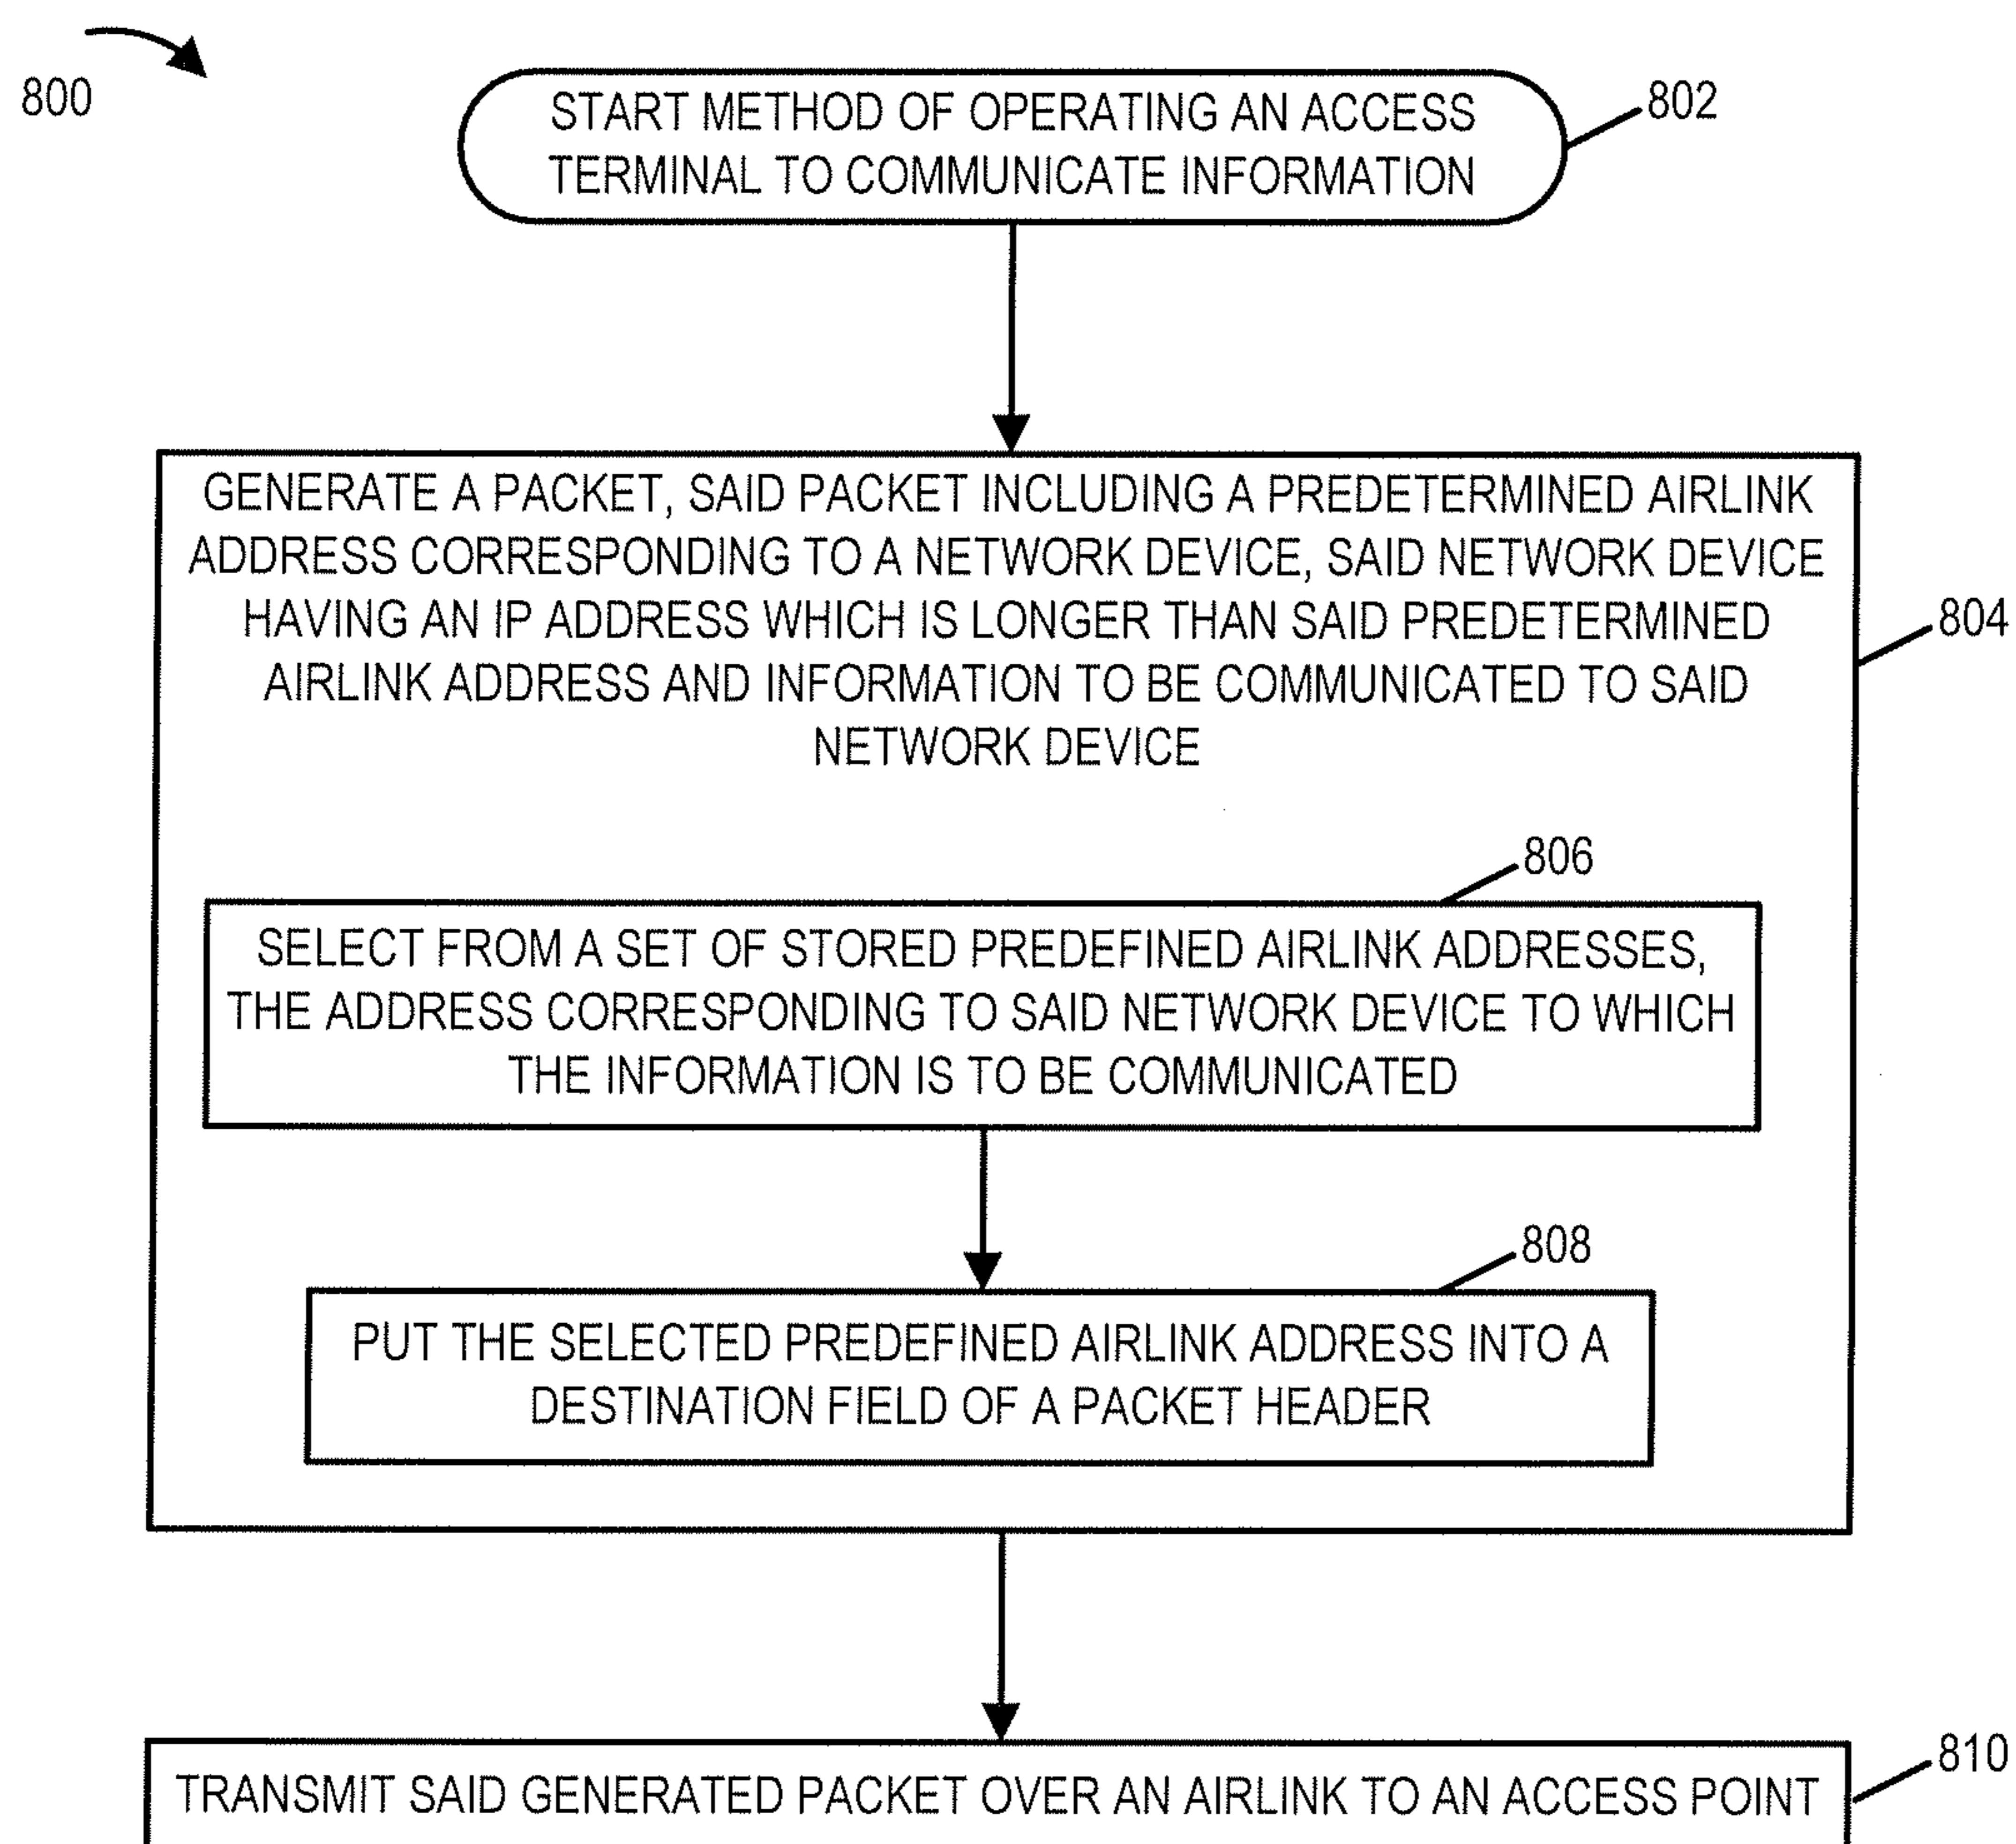 800
START METHOD OF OPERATING AN ACCESS
TERMINAL TO COMMUNICATE INFORMATION
802
GENERATE A PACKET, SAID PACKET INCLUDING A PREDETERMINED AIRLINK
ADDRESS CORRESPONDING TO A NETWORK DEVICE, SAID NETWORK DEVICE
HAVING AN IP ADDRESS WHICH IS LONGER THAN SAID PREDETERMINED
AIRLINK ADDRESS AND INFORMATION TO BE COMMUNICATED TO SAID
NETWORK DEVICE
804
806
SELECT FROM A SET OF STORED PREDEFINED AIRLINK ADDRESSES,
THE ADDRESS CORRESPONDING TO SAID NETWORK DEVICE TO WHICH
THE INFORMATION IS TO BE COMMUNICATED
808
PUT THE SELECTED PREDEFINED AIRLINK ADDRESS INTO A
DESTINATION FIELD OF A PACKET HEADER
810
TRANSMIT SAID GENERATED PACKET OVER AN AIRLINK TO AN ACCESS POINT